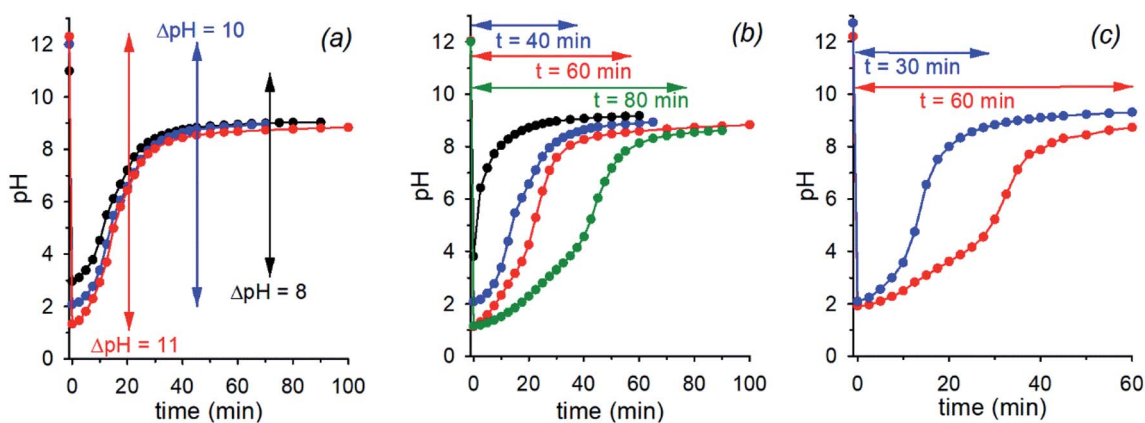 (a)
ΔpH = 10
ΔpH = 8
ΔpH = 11
pH
12
10
8
6
4
2
0
0 20 40 60 80 100
time (min)
(b)
t = 40 min
t = 60 min
t = 80 min
pH
12
10
8
6
4
2
0
0 20 40 60 80 100
time (min)
(c)
t = 30 min
t = 60 min
pH
12
10
8
6
4
2
0
0 20 40 60
time (min)